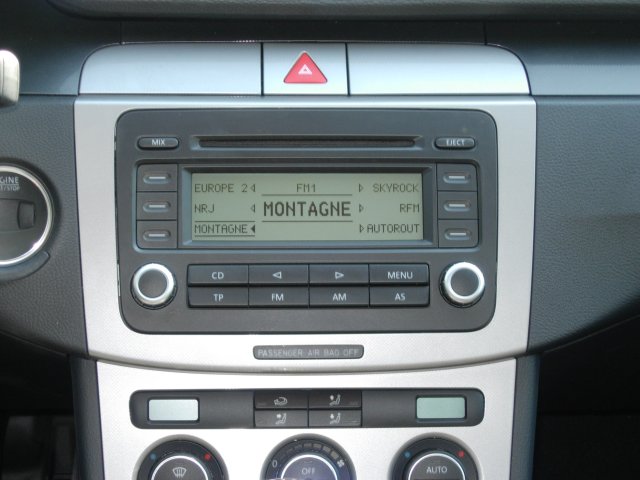 MIX EJECT
EUROPE 2 FM1 SKYROCK
NRJ MONTAGNE RFM
MONTAGNE AUTOROUT
CD MENU
TP FM AM AS
PASSENGER AIR BAG OFF
0 OFF AUTO